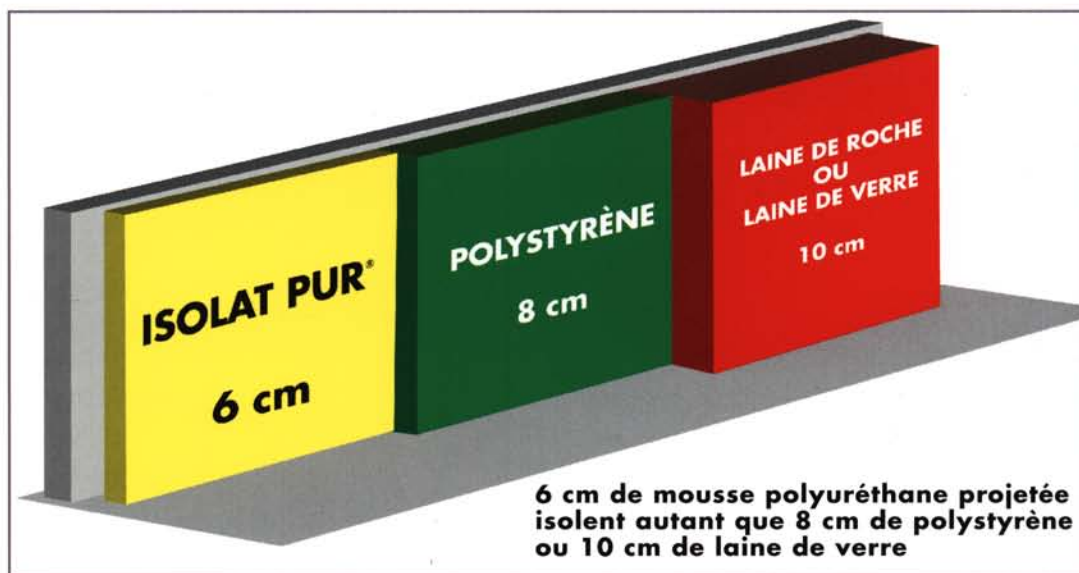 ISOLAT PUR®
6 cm
POLYSTYRÈNE
8 cm
LAINE DE ROCHE
OU
LAINE DE VERRE
10 cm
6 cm de mousse polyuréthane projetée
isolent autant que 8 cm de polystyrène
ou 10 cm de laine de verre